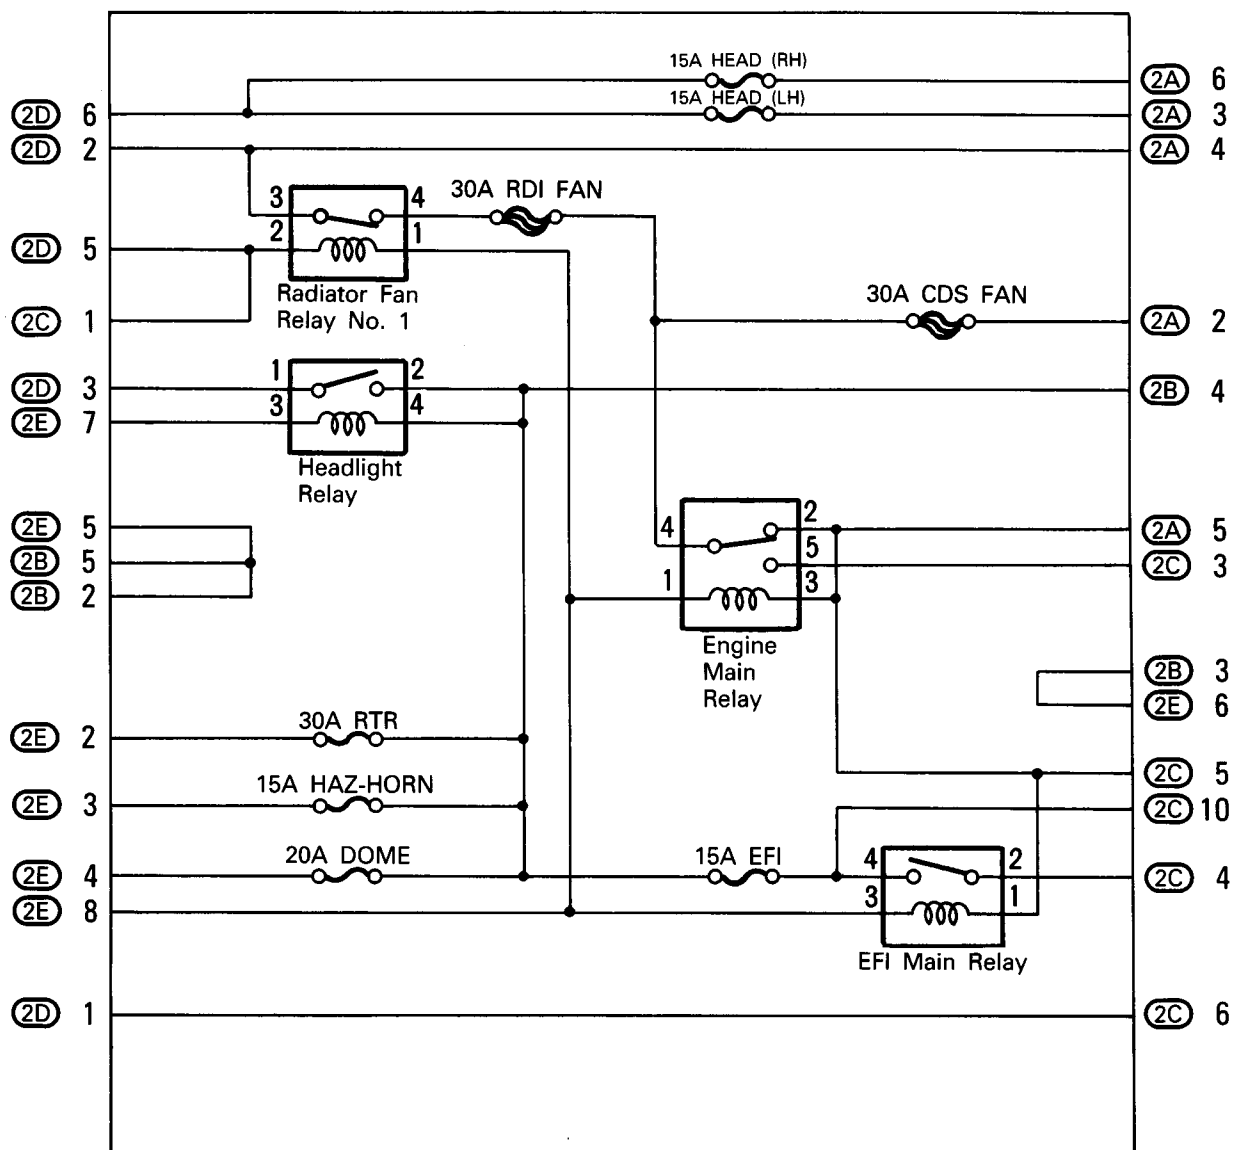 15A HEAD (RH)
2A 6
2D 6
15A HEAD (LH)
2A 3
2D 2
2A 4
3 4
30A RDI FAN
2D 5
2 1
Radiator Fan
Relay No. 1
2C 1
30A CDS FAN
2A 2
2D 3
1 2
2B 4
2E 7
3 4
Headlight
Relay
2E 5
2B 5
2B 2
4 2
2A 5
5
2C 3
1 3
Engine
Main
Relay
2B 3
2E 6
2E 2
30A RTR
2C 5
2E 3
15A HAZ-HORN
2C 10
2E 4
20A DOME
15A EFI
4 2
2C 4
2E 8
3 1
EFI Main Relay
2D 1
2C 6